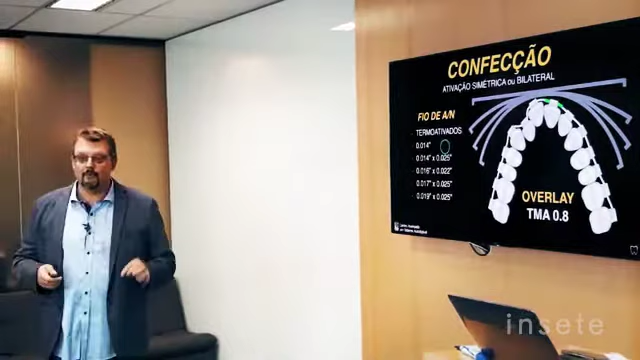 CONFECÇÃO
ATIVAÇÃO SIMÉTRICA OU BILATERAL
FIO DE A/N
TERMOATIVADOS
0.014"
0.014" x 0.025"
0.016" x 0.022"
0.017" x 0.025"
0.019" x 0.025"
OVERLAY
TMA 0.8
insete